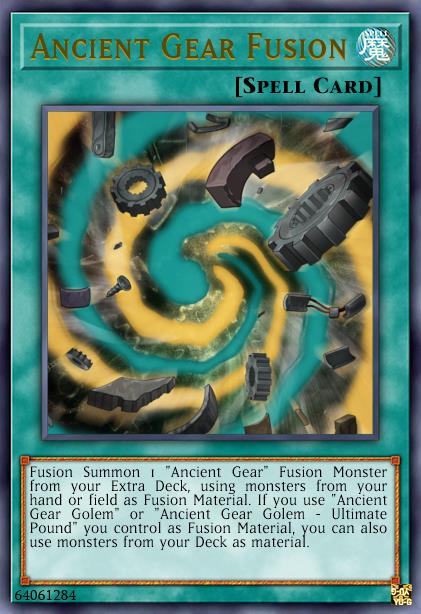 Ancient Gear Fusion
SPELL
魔
[Spell Card]
Fusion Summon 1 "Ancient Gear" Fusion Monster
from your Extra Deck, using monsters from your
hand or field as Fusion Material. If you use "Ancient
Gear Golem" or "Ancient Gear Golem - Ultimate
Pound" you control as Fusion Material, you can also
use monsters from your Deck as material.
64061284